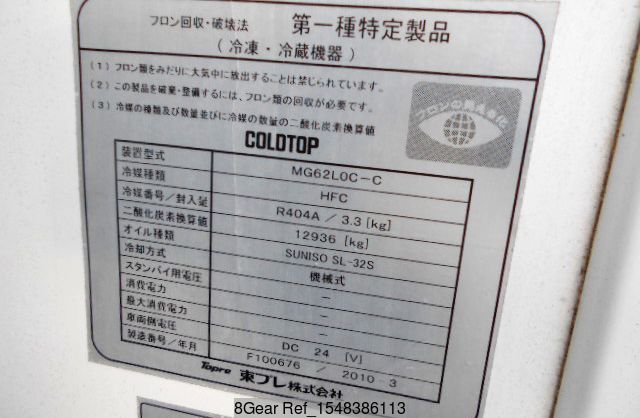 フロン回収・破壊法 第一種特定製品
(冷凍・冷蔵機器)
(1) フロン類をみだりに大気中に放出することは禁じられています。
(2) この製品を廃棄・整備するには、フロン類の回収が必要です。
(3) 冷媒の種類及び数量並びに冷媒の数量の二酸化炭素換算値
フロンの見える化
COLDTOP
装置型式 MG62L0C-C
冷媒種類 HFC
冷媒番号/封入量 R404A / 3.3 [kg]
二酸化炭素換算値 12936 [kg]
オイル種類 SUNISO SL-32S
冷却方式 機械式
スタンバイ用電圧 —
消費電力 —
最大消費電力 —
車両側電圧 DC 24 [V]
製造番号/年月 F100676 / 2010 3
Topre 東プレ株式会社
8Gear Ref_1548386113